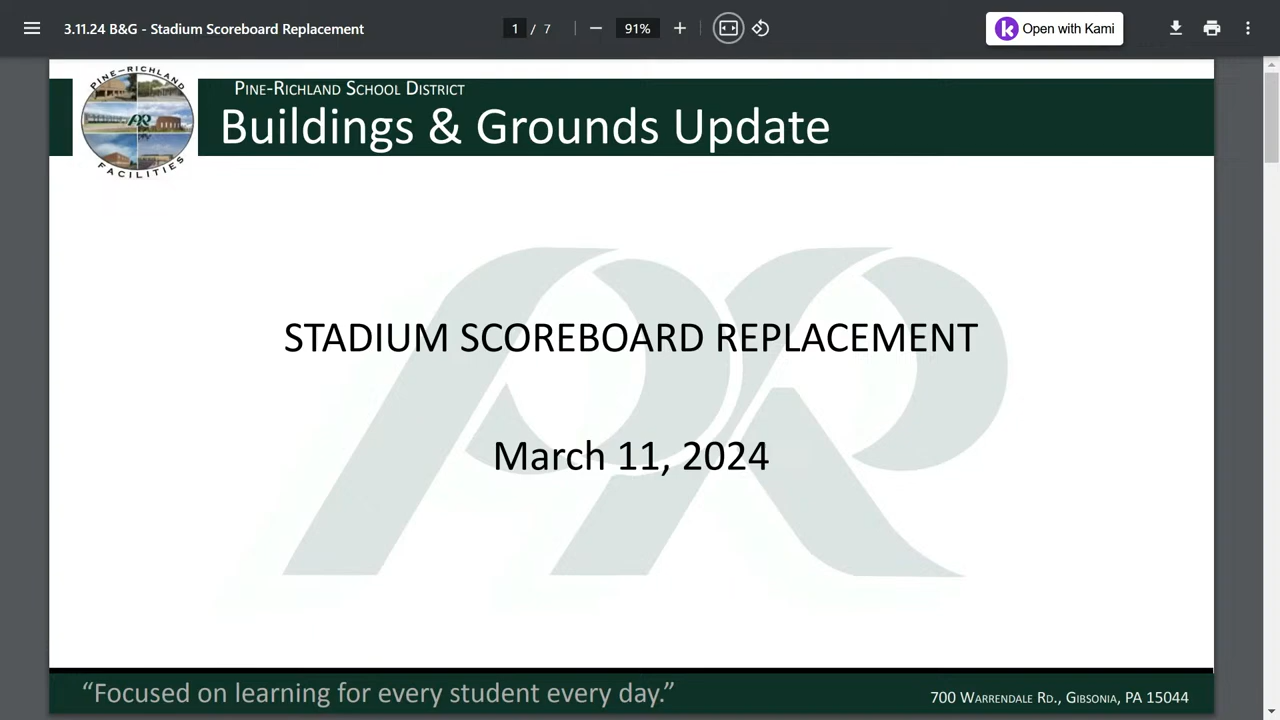 3.11.24 B&G - Stadium Scoreboard Replacement
1 / 7
91%
Open with Kami
PINE-RICHLAND SCHOOL DISTRICT
Buildings & Grounds Update
PINE-RICHLAND
PR
FACILITIES
PR
STADIUM SCOREBOARD REPLACEMENT
March 11, 2024
“Focused on learning for every student every day.”
700 WARRENDALE RD., GIBSONIA, PA 15044